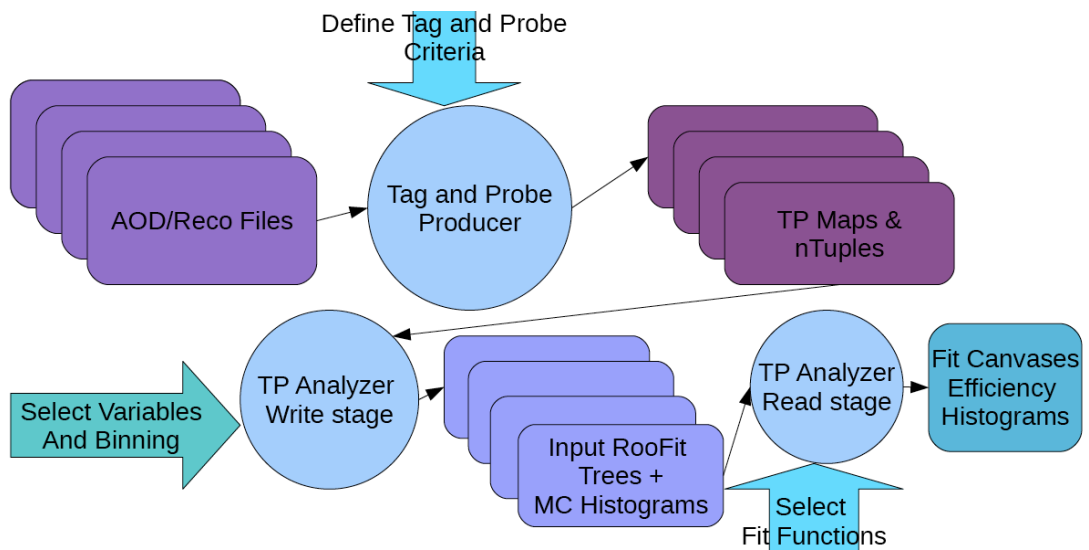 Define Tag and Probe
Criteria
AOD/Reco Files
Tag and Probe
Producer
TP Maps &
nTuples
Select Variables
And Binning
TP Analyzer
Write stage
Input RooFit
Trees +
MC Histograms
TP Analyzer
Read stage
Select
Fit Functions
Fit Canvases
Efficiency
Histograms